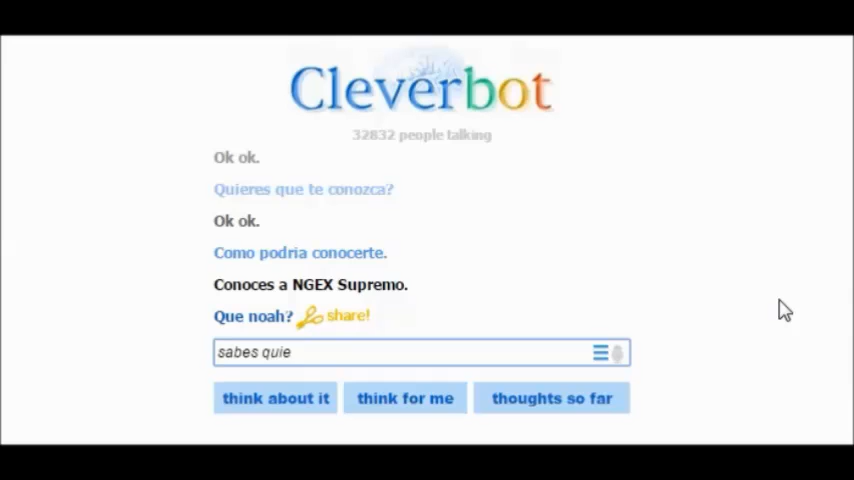 Cleverbot
32832 people talking
Ok ok.
Quieres que te conozca?
Ok ok.
Como podria conocerte.
Conoces a NGEX Supremo.
Que noah? share!
sabes quie
think about it think for me thoughts so far